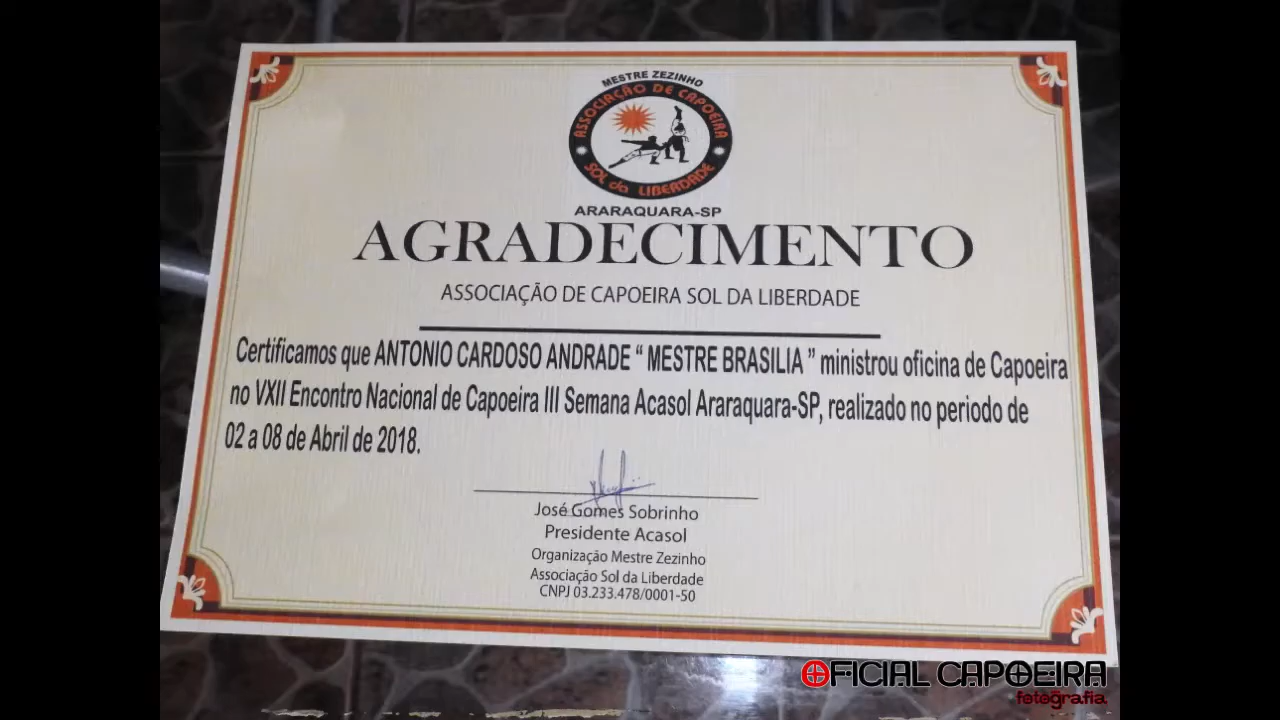 MESTRE ZEZINHO
ASSOCIAÇÃO DE CAPOEIRA
SOL da LIBERDADE
ARARAQUARA-SP
AGRADECIMENTO
ASSOCIAÇÃO DE CAPOEIRA SOL DA LIBERDADE
Certificamos que ANTONIO CARDOSO ANDRADE “ MESTRE BRASILIA ” ministrou oficina de Capoeira
no VXII Encontro Nacional de Capoeira III Semana Acasol Araraquara-SP, realizado no periodo de
02 a 08 de Abril de 2018.
José Gomes Sobrinho
Presidente Acasol
Organização Mestre Zezinho
Associação Sol da Liberdade
CNPJ 03.233.478/0001-50
OFICIAL CAPOEIRA
fotografia